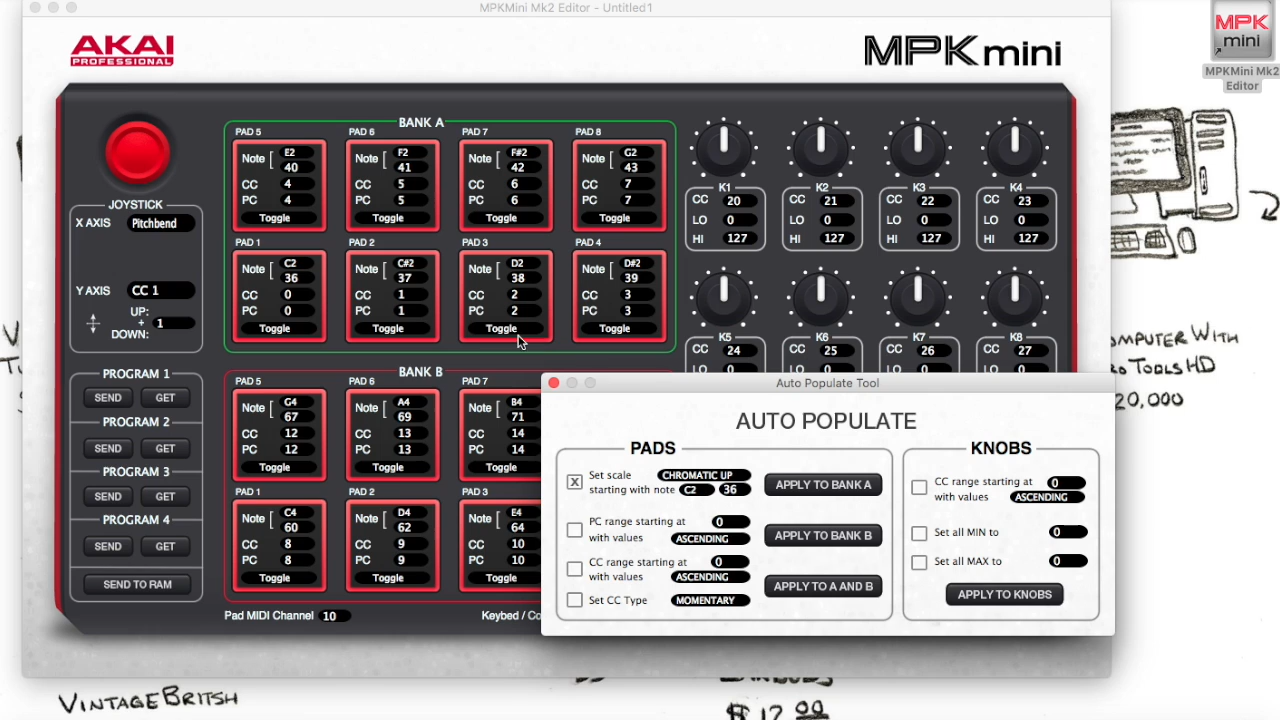 MPKMini Mk2 Editor - Untitled1
AKAI
PROFESSIONAL
MPK mini
MPK
mini
MPKMini Mk2
Editor
JOYSTICK
X AXIS Pitchbend
Y AXIS CC 1
UP:
+ 1
DOWN:
PROGRAM 1
SEND GET
PROGRAM 2
SEND GET
PROGRAM 3
SEND GET
PROGRAM 4
SEND GET
SEND TO RAM
BANK A
PAD 5 PAD 6 PAD 7 PAD 8
E2 F2 F#2 G2
Note [ 40 Note [ 41 Note [ 42 Note [ 43
CC 4 CC 5 CC 6 CC 7
PC 4 PC 5 PC 6 PC 7
Toggle Toggle Toggle Toggle
PAD 1 PAD 2 PAD 3 PAD 4
C2 C#2 D2 D#2
Note [ 36 Note [ 37 Note [ 38 Note [ 39
CC 0 CC 1 CC 2 CC 3
PC 0 PC 1 PC 2 PC 3
Toggle Toggle Toggle Toggle
K1 K2 K3 K4
CC 20 CC 21 CC 22 CC 23
LO 0 LO 0 LO 0 LO 0
HI 127 HI 127 HI 127 HI 127
K5 K6 K7 K8
CC 24 CC 25 CC 26 CC 27
BANK B
PAD 5 PAD 6 PAD 7
G4 A4 B4
Note [ 67 Note [ 69 Note [ 71
CC 12 CC 13 CC 14
PC 12 PC 13 PC 14
Toggle Toggle Toggle
PAD 1 PAD 2 PAD 3
C4 D4 E4
Note [ 60 Note [ 62 Note [ 64
CC 8 CC 9 CC 10
PC 8 PC 9 PC 10
Toggle Toggle Toggle
Pad MIDI Channel 10
Auto Populate Tool
AUTO POPULATE
PADS
X Set scale CHROMATIC UP
starting with note C2 36
APPLY TO BANK A
PC range starting at 0
with values ASCENDING
APPLY TO BANK B
CC range starting at 0
with values ASCENDING
APPLY TO A AND B
Set CC Type MOMENTARY
KNOBS
CC range starting at 0
with values ASCENDING
Set all MIN to 0
Set all MAX to 0
APPLY TO KNOBS
WITH
TOOLS HD
VINTAGE BRITSH